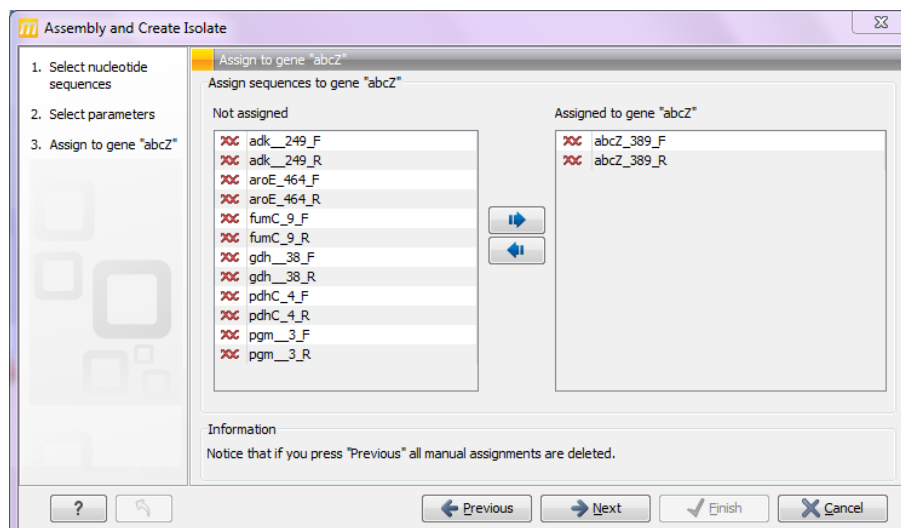 Assembly and Create Isolate
1. Select nucleotide
sequences
2. Select parameters
3. Assign to gene "abcZ"
Assign to gene "abcZ"
Assign sequences to gene "abcZ"
Not assigned
adk__249_F
adk__249_R
aroE_464_F
aroE_464_R
fumC_9_F
fumC_9_R
gdh__38_F
gdh__38_R
pdhC_4_F
pdhC_4_R
pgm__3_F
pgm__3_R
Assigned to gene "abcZ"
abcZ_389_F
abcZ_389_R
Information
Notice that if you press "Previous" all manual assignments are deleted.
? Previous Next Finish Cancel